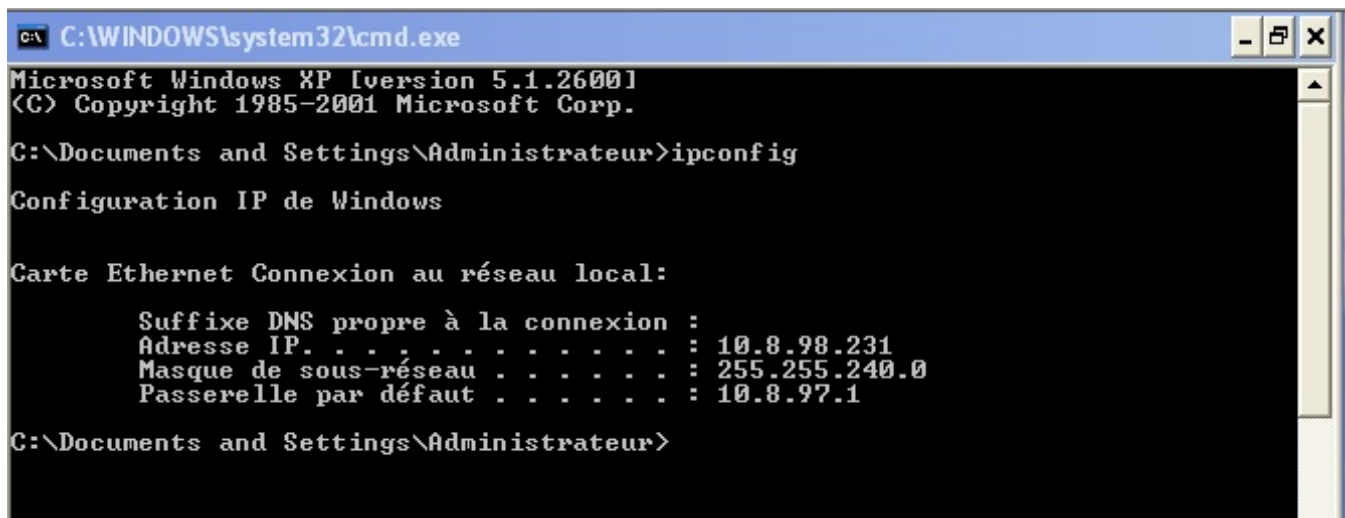 C:\WINDOWS\system32\cmd.exe
Microsoft Windows XP [version 5.1.2600]
(C) Copyright 1985-2001 Microsoft Corp.
C:\Documents and Settings\Administrateur>ipconfig
Configuration IP de Windows
Carte Ethernet Connexion au réseau local:
Suffixe DNS propre à la connexion :
Adresse IP. . . . . . . . . . . . : 10.8.98.231
Masque de sous-réseau . . . . . . : 255.255.240.0
Passerelle par défaut . . . . . . : 10.8.97.1
C:\Documents and Settings\Administrateur>